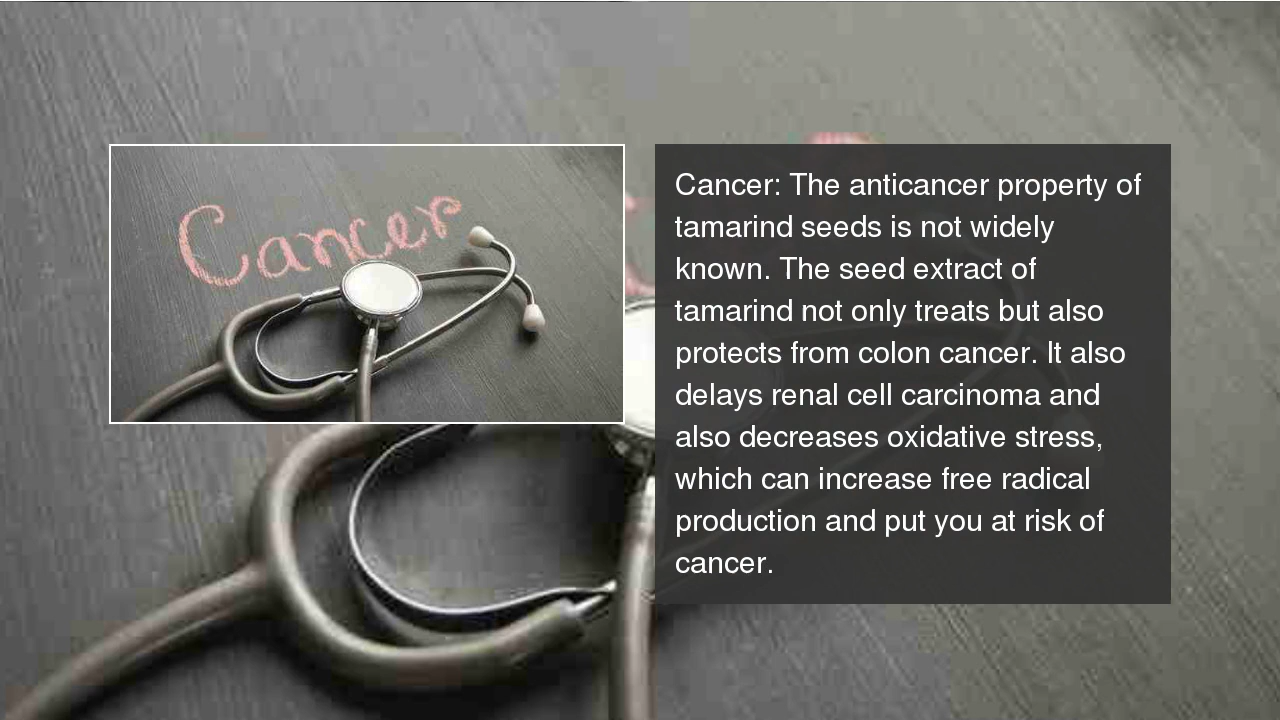 Cancer
Cancer: The anticancer property of
tamarind seeds is not widely
known. The seed extract of
tamarind not only treats but also
protects from colon cancer. It also
delays renal cell carcinoma and
also decreases oxidative stress,
which can increase free radical
production and put you at risk of
cancer.